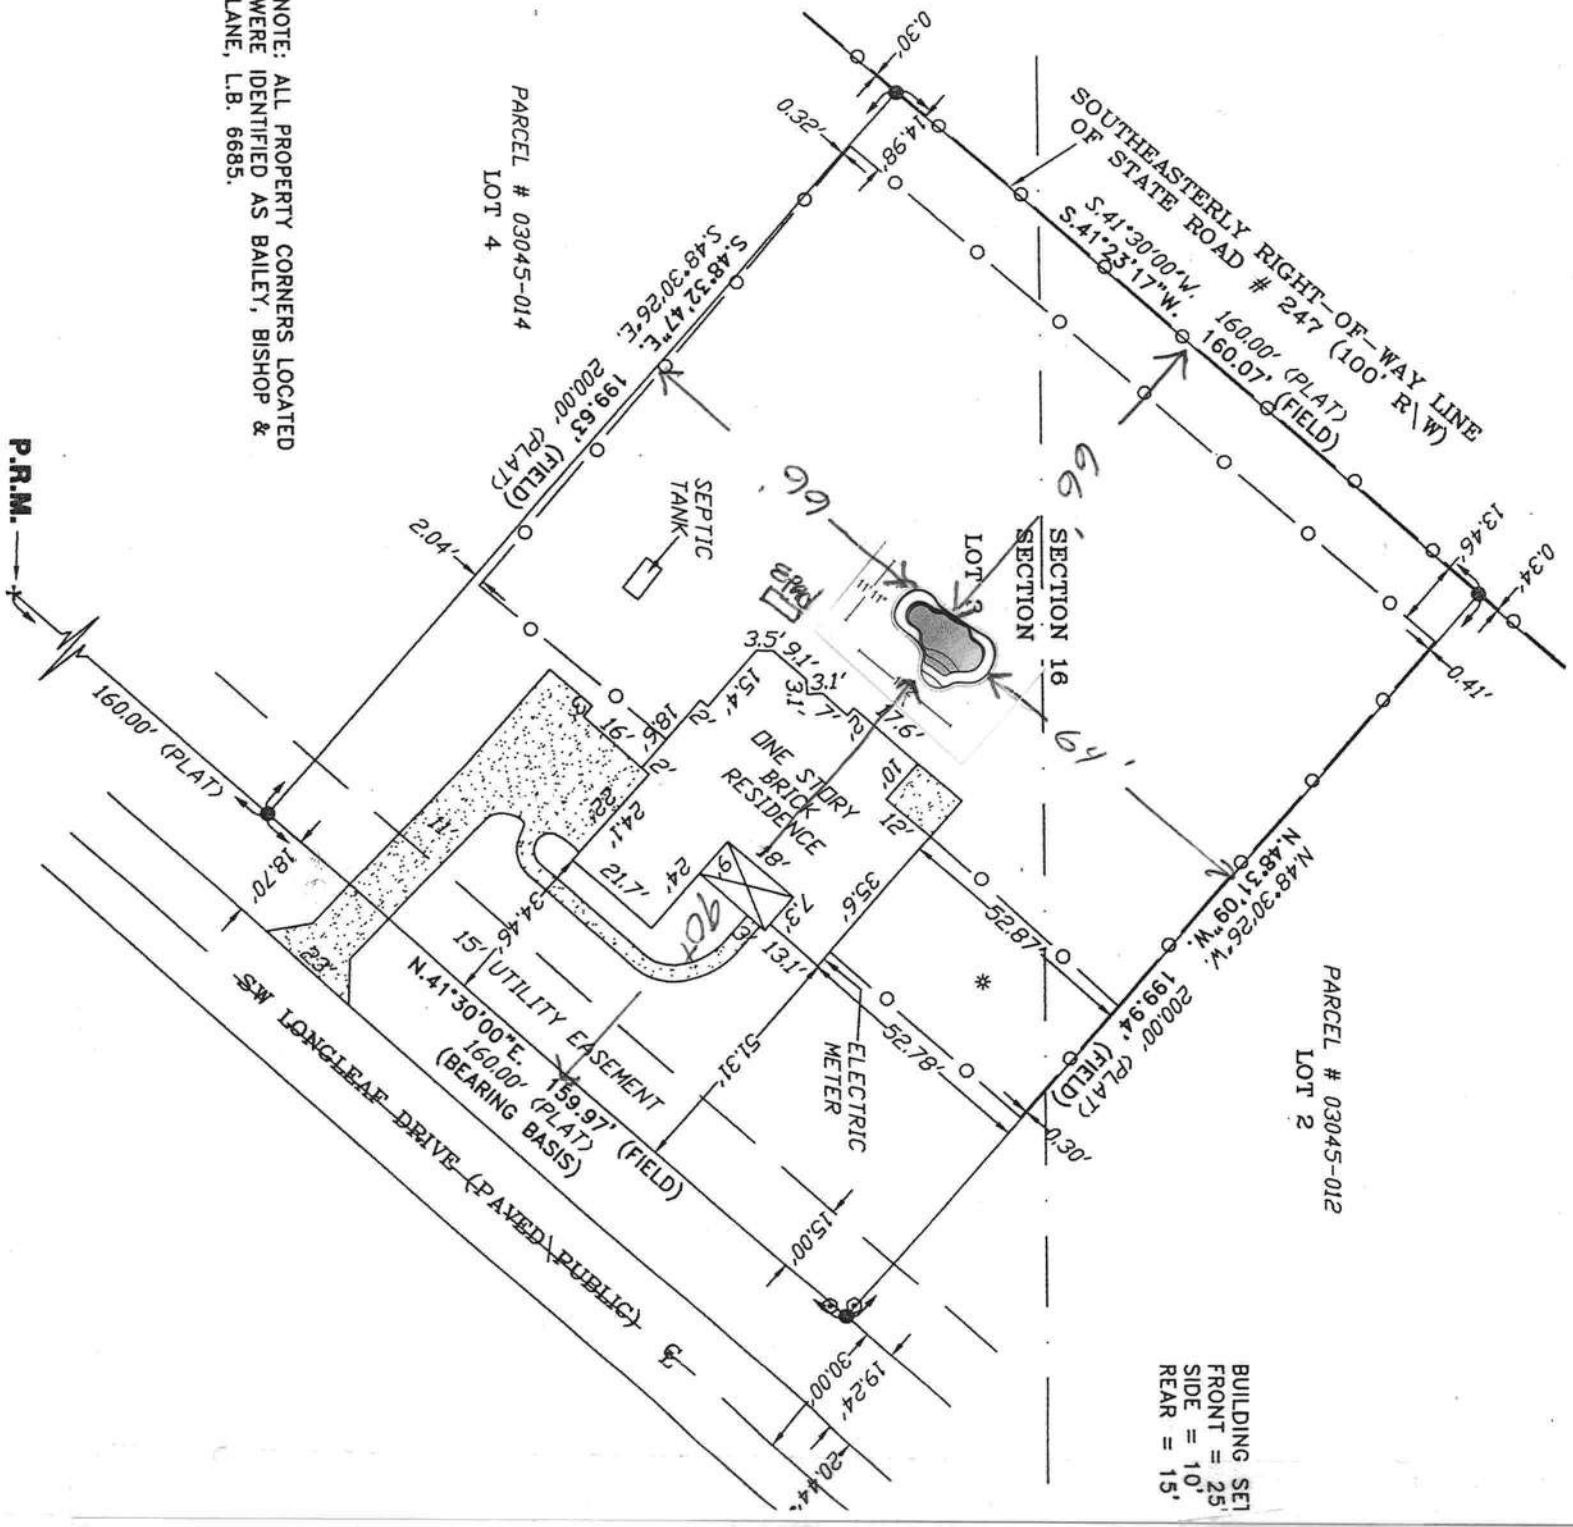 NOTE: ALL PROPERTY CORNERS LOCATED
WERE IDENTIFIED AS BAILEY, BISHOP &
LANE, L.B. 6685.
P.R.M.
PARCEL # 03045-014
LOT 4
0.30'
0.32'
14.98'
SOUTHEASTERLY RIGHT-OF-WAY LINE
OF STATE ROAD # 247 (100' R\W)
S.41°30'00"W. 160.00' (PLAT)
S.41°23'17"W. 160.07' (FIELD)
13.46'
0.34'
0.41'
S.48°32'47"E. 199.63' (FIELD)
S.48°30'26"E. 200.00' (PLAT)
2.04'
SEPTIC
TANK
66'
66'
64'
SECTION 16
SECTION
LOT 3
11'11"
N.48°30'26"W. 200.00' (PLAT)
N.48°31'09"W. 199.94' (FIELD)
PARCEL # 03045-012
LOT 2
3.5'
9.1'
3.1'
3.1'
7'
2'
17.6'
15.4'
2'
18.6'
16'
2'
10'
12'
ONE STORY
BRICK
RESIDENCE
22'
24.1'
2'
21.7'
24'
9'
18'
7.3'
3'
13.1'
35.6'
90+
52.87'
52.78'
51.31'
34.46'
ELECTRIC
METER
0.30'
11'
23'
160.00' (PLAT)
18.70'
15' UTILITY EASEMENT
N.41°30'00"E. 159.97' (FIELD)
160.00' (PLAT)
(BEARING BASIS)
15.00'
30.00'
19.24'
20.44'
SW LONGLEAF DRIVE (PAVED\PUBLIC)
BUILDING SET
FRONT = 25'
SIDE = 10'
REAR = 15'